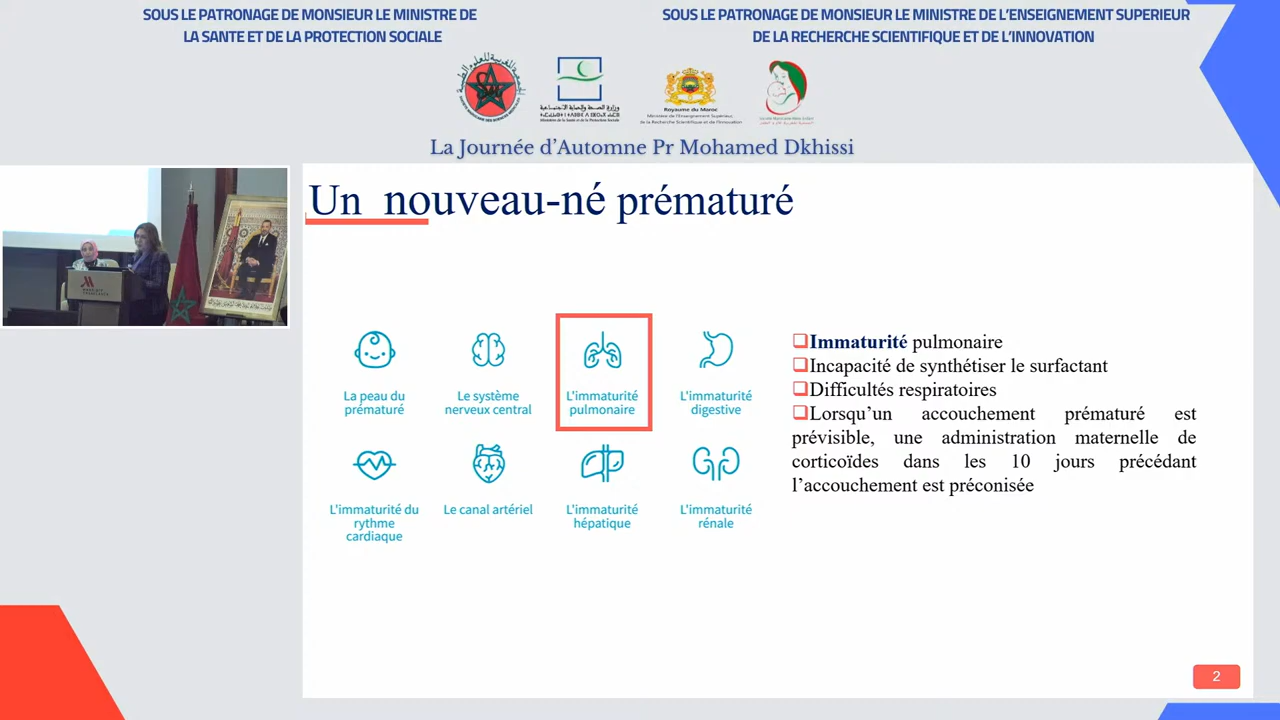 SOUS LE PATRONAGE DE MONSIEUR LE MINISTRE DE
LA SANTE ET DE LA PROTECTION SOCIALE
SOUS LE PATRONAGE DE MONSIEUR LE MINISTRE DE L'ENSEIGNEMENT SUPERIEUR
DE LA RECHERCHE SCIENTIFIQUE ET DE L'INNOVATION
Royaume du Maroc
La Journée d'Automne Pr Mohamed Dkhissi
Un nouveau-né prématuré
La peau du
prématuré
Le système
nerveux central
L'immaturité
pulmonaire
L'immaturité
digestive
L'immaturité du
rythme
cardiaque
Le canal artériel
L'immaturité
hépatique
L'immaturité
rénale
❑Immaturité pulmonaire
❑Incapacité de synthétiser le surfactant
❑Difficultés respiratoires
❑Lorsqu'un accouchement prématuré est
prévisible, une administration maternelle de
corticoïdes dans les 10 jours précédant
l'accouchement est préconisée
2